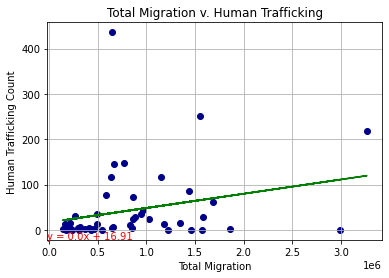 Total Migration v. Human Trafficking
Human Trafficking Count
400
300
200
100
0
y = 0.0x + 16.91
0.0
0.5
1.0
1.5
2.0
2.5
3.0
1e6
Total Migration